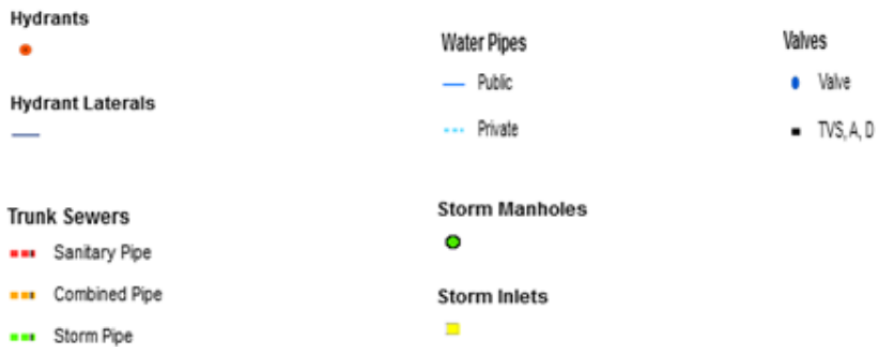 Hydrants
Hydrant Laterals
Trunk Sewers
Sanitary Pipe
Combined Pipe
Storm Pipe
Water Pipes
Public
Private
Storm Manholes
Storm Inlets
Valves
Valve
TVS, A, D